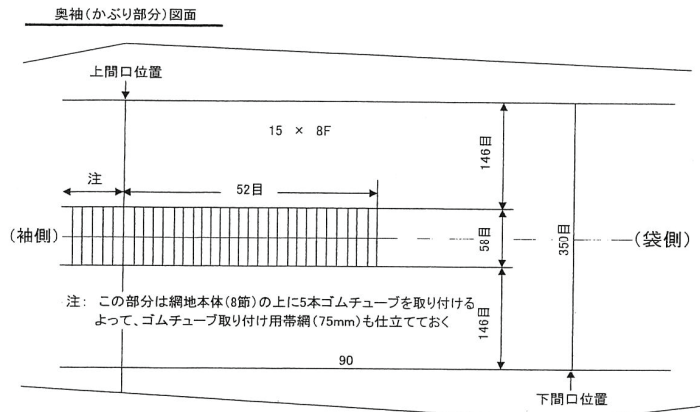 奥袖(かぶり部分)図面
上間口位置
15 × 8F
146目
注
52目
(袖側)
58目
350目
(袋側)
注: この部分は網地本体(8節)の上に5本ゴムチューブを取り付ける
よって、ゴムチューブ取り付け用帯網(75mm)も仕立てておく
146目
90
下間口位置